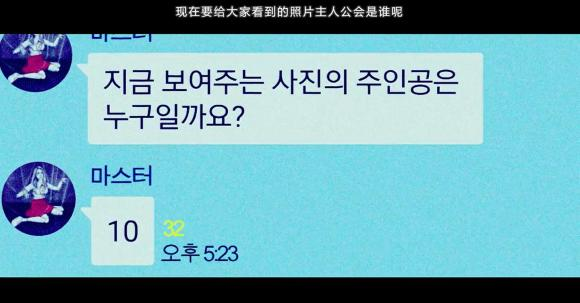 现在要给大家看到的照片主人公会是谁呢
마스터
지금 보여주는 사진의 주인공은
누구일까요?
마스터
10
32
오후 5:23